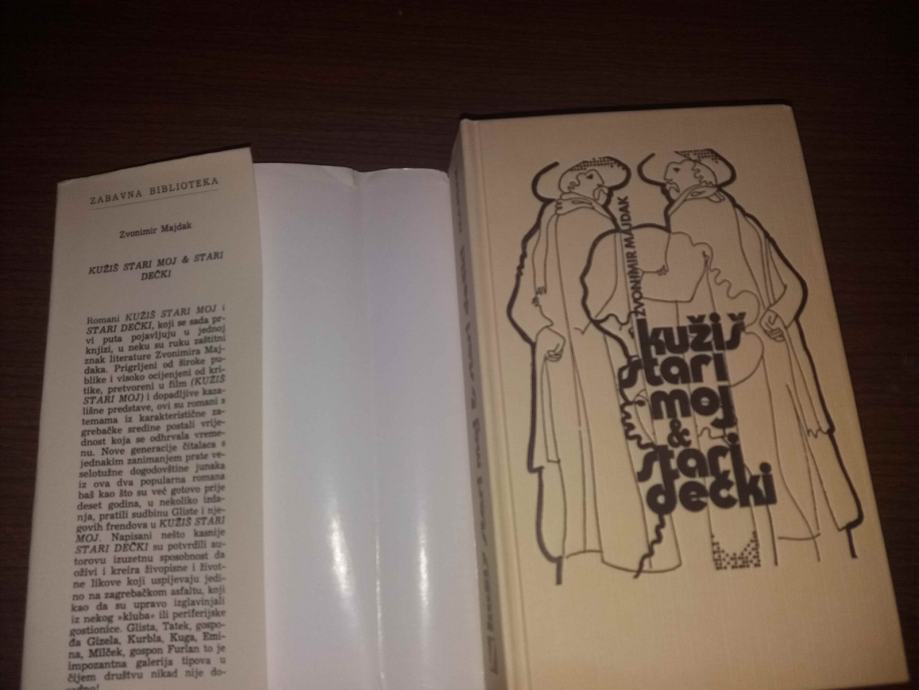 ZABAVNA BIBLIOTEKA
Zvonimir Majdak
KUŽIŠ STARI MOJ & STARI
DEČKI
Romani KUŽIŠ STARI MOJ i
STARI DEČKI, koji se sada pr-
vi puta pojavljuju u jednoj
knjizi, u neku su ruku zaštitni
znak literature Zvonimira Maj-
daka. Prigrljeni od široke pu-
blike i visoko ocijenjeni od kri-
tike, pretvoreni u film (KUŽIŠ
STARI MOJ) i dopadljive kaza-
lišne predstave, ovi su romani s
temama iz karakteristične za-
grebačke sredine postali vrije-
dnost koja se odhrvala vreme-
nu. Nove generacije čitalaca s
jednakim zanimanjem prate ve-
selotužne dogodovštine junaka
iz ova dva popularna romana
baš kao što su već gotovo prije
deset godina, u nekoliko izda-
nja, pratili sudbinu Gliste i nje-
govih frendova u KUŽIŠ STARI
MOJ. Napisani nešto kasnije
STARI DEČKI su potvrdili au-
torovu izuzetnu sposobnost da
oživi i kreira živopisne i život-
ne likove koji uspijevaju jedi-
no na zagrebačkom asfaltu, koji
kao da su upravo izglavinjali
iz nekog »kluba« ili periferijske
gostionice. Glista, Tatek, gospo-
đa Gizela, Kurbla, Kuga, Emi-
na, Milček, gospon Furlan to je
impozantna galerija tipova u
čijem društvu nikad nije do-
ZVONIMIR MAJDAK
kužiš
stari
moj
&
stari
dečki